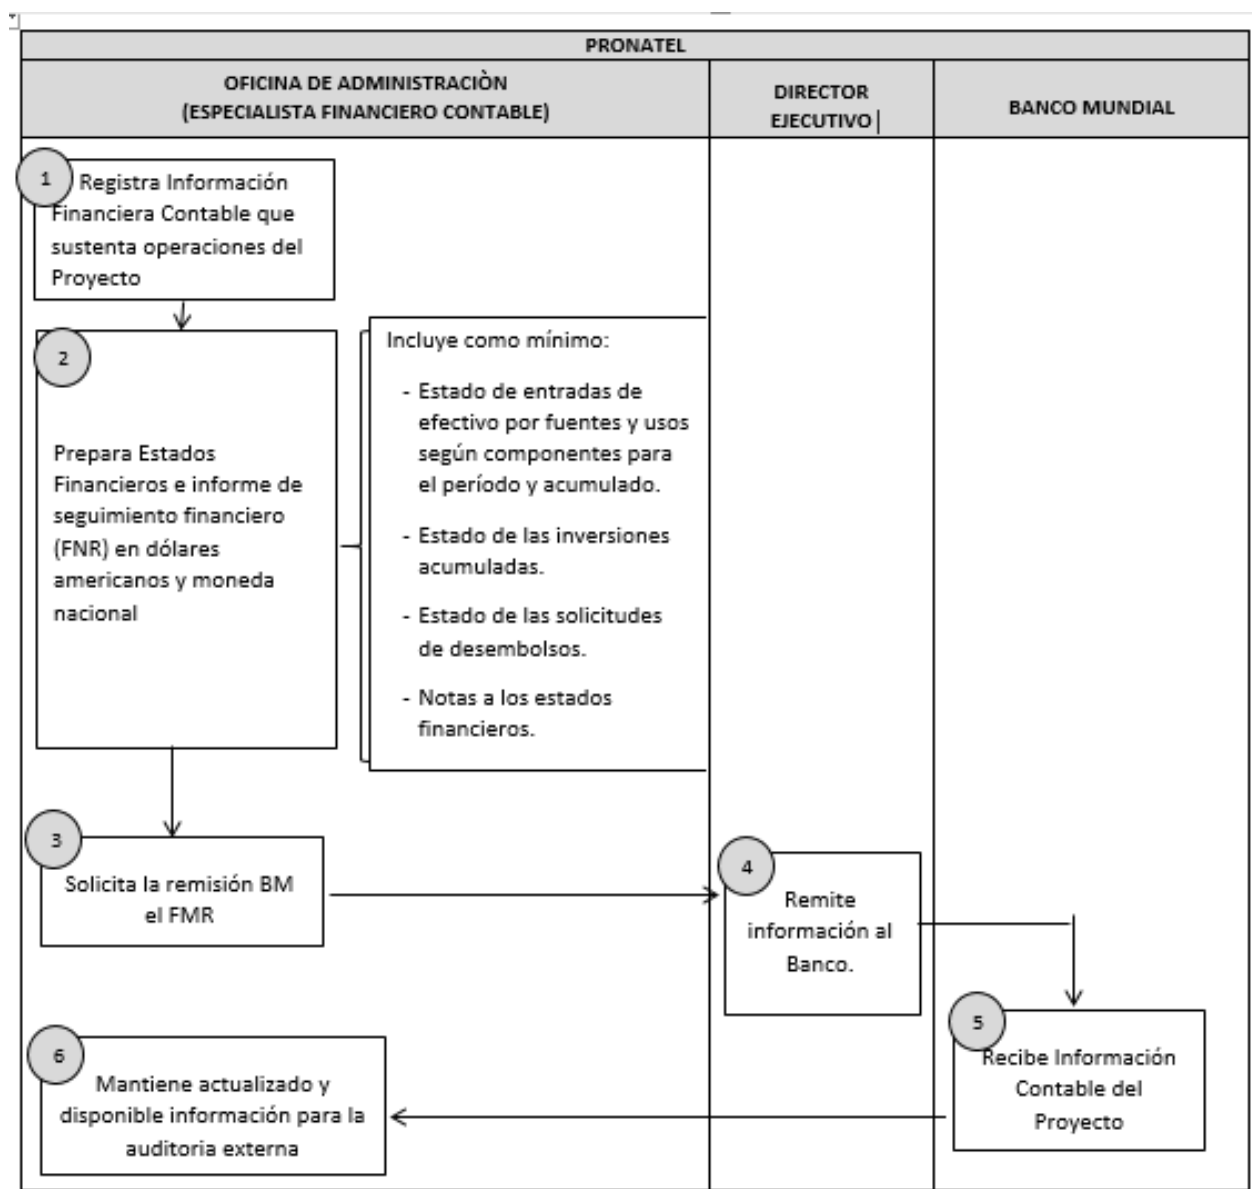 PRONATEL
OFICINA DE ADMINISTRACIÒN
(ESPECIALISTA FINANCIERO CONTABLE)
DIRECTOR
EJECUTIVO
BANCO MUNDIAL
1
Registra Información
Financiera Contable que
sustenta operaciones del
Proyecto
2
Prepara Estados
Financieros e informe de
seguimiento financiero
(FNR) en dólares
americanos y moneda
nacional
Incluye como mínimo:
- Estado de entradas de
efectivo por fuentes y usos
según componentes para
el período y acumulado.
- Estado de las inversiones
acumuladas.
- Estado de las solicitudes
de desembolsos.
- Notas a los estados
financieros.
3
Solicita la remisión BM
el FMR
4
Remite
información al
Banco.
5
Recibe Información
Contable del
Proyecto
6
Mantiene actualizado y
disponible información para la
auditoria externa